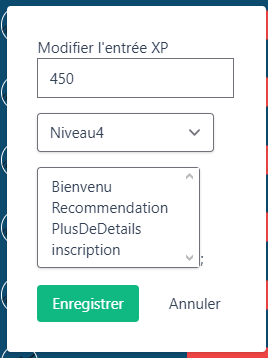 Modifier l'entrée XP
450
Niveau4
Bienvenu
Recommendation
PlusDeDetails
inscription
;
Enregistrer Annuler